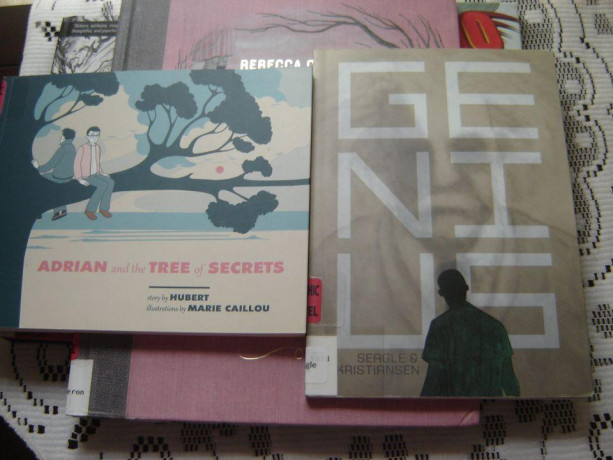 REBECCA
ADRIAN and the TREE of SECRETS
story by HUBERT
illustrations by MARIE CAILLOU
GE
NI
US
SEAGLE &
KRISTIANSEN